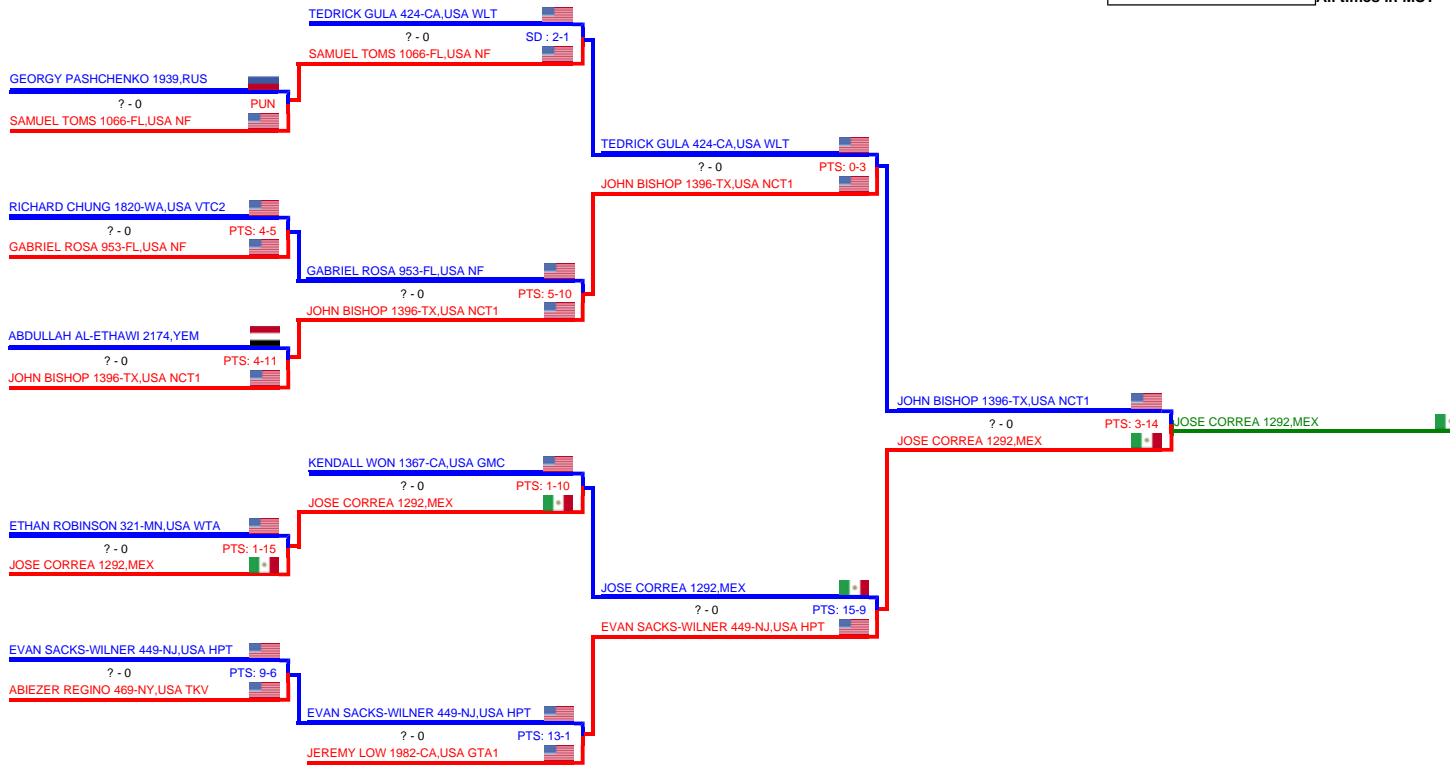 TEDRICK GULA 424-CA,USA WLT
? - 0 SD : 2-1
SAMUEL TOMS 1066-FL,USA NF
GEORGY PASHCHENKO 1939,RUS
? - 0 PUN
SAMUEL TOMS 1066-FL,USA NF
TEDRICK GULA 424-CA,USA WLT
? - 0 PTS: 0-3
JOHN BISHOP 1396-TX,USA NCT1
RICHARD CHUNG 1820-WA,USA VTC2
? - 0 PTS: 4-5
GABRIEL ROSA 953-FL,USA NF
GABRIEL ROSA 953-FL,USA NF
? - 0 PTS: 5-10
JOHN BISHOP 1396-TX,USA NCT1
ABDULLAH AL-ETHAWI 2174,YEM
? - 0 PTS: 4-11
JOHN BISHOP 1396-TX,USA NCT1
JOHN BISHOP 1396-TX,USA NCT1
? - 0 PTS: 3-14
JOSE CORREA 1292,MEX
JOSE CORREA 1292,MEX
KENDALL WON 1367-CA,USA GMC
? - 0 PTS: 1-10
JOSE CORREA 1292,MEX
ETHAN ROBINSON 321-MN,USA WTA
? - 0 PTS: 1-15
JOSE CORREA 1292,MEX
JOSE CORREA 1292,MEX
? - 0 PTS: 15-9
EVAN SACKS-WILNER 449-NJ,USA HPT
EVAN SACKS-WILNER 449-NJ,USA HPT
? - 0 PTS: 9-6
ABIEZER REGINO 469-NY,USA TKV
EVAN SACKS-WILNER 449-NJ,USA HPT
? - 0 PTS: 13-1
JEREMY LOW 1982-CA,USA GTA1